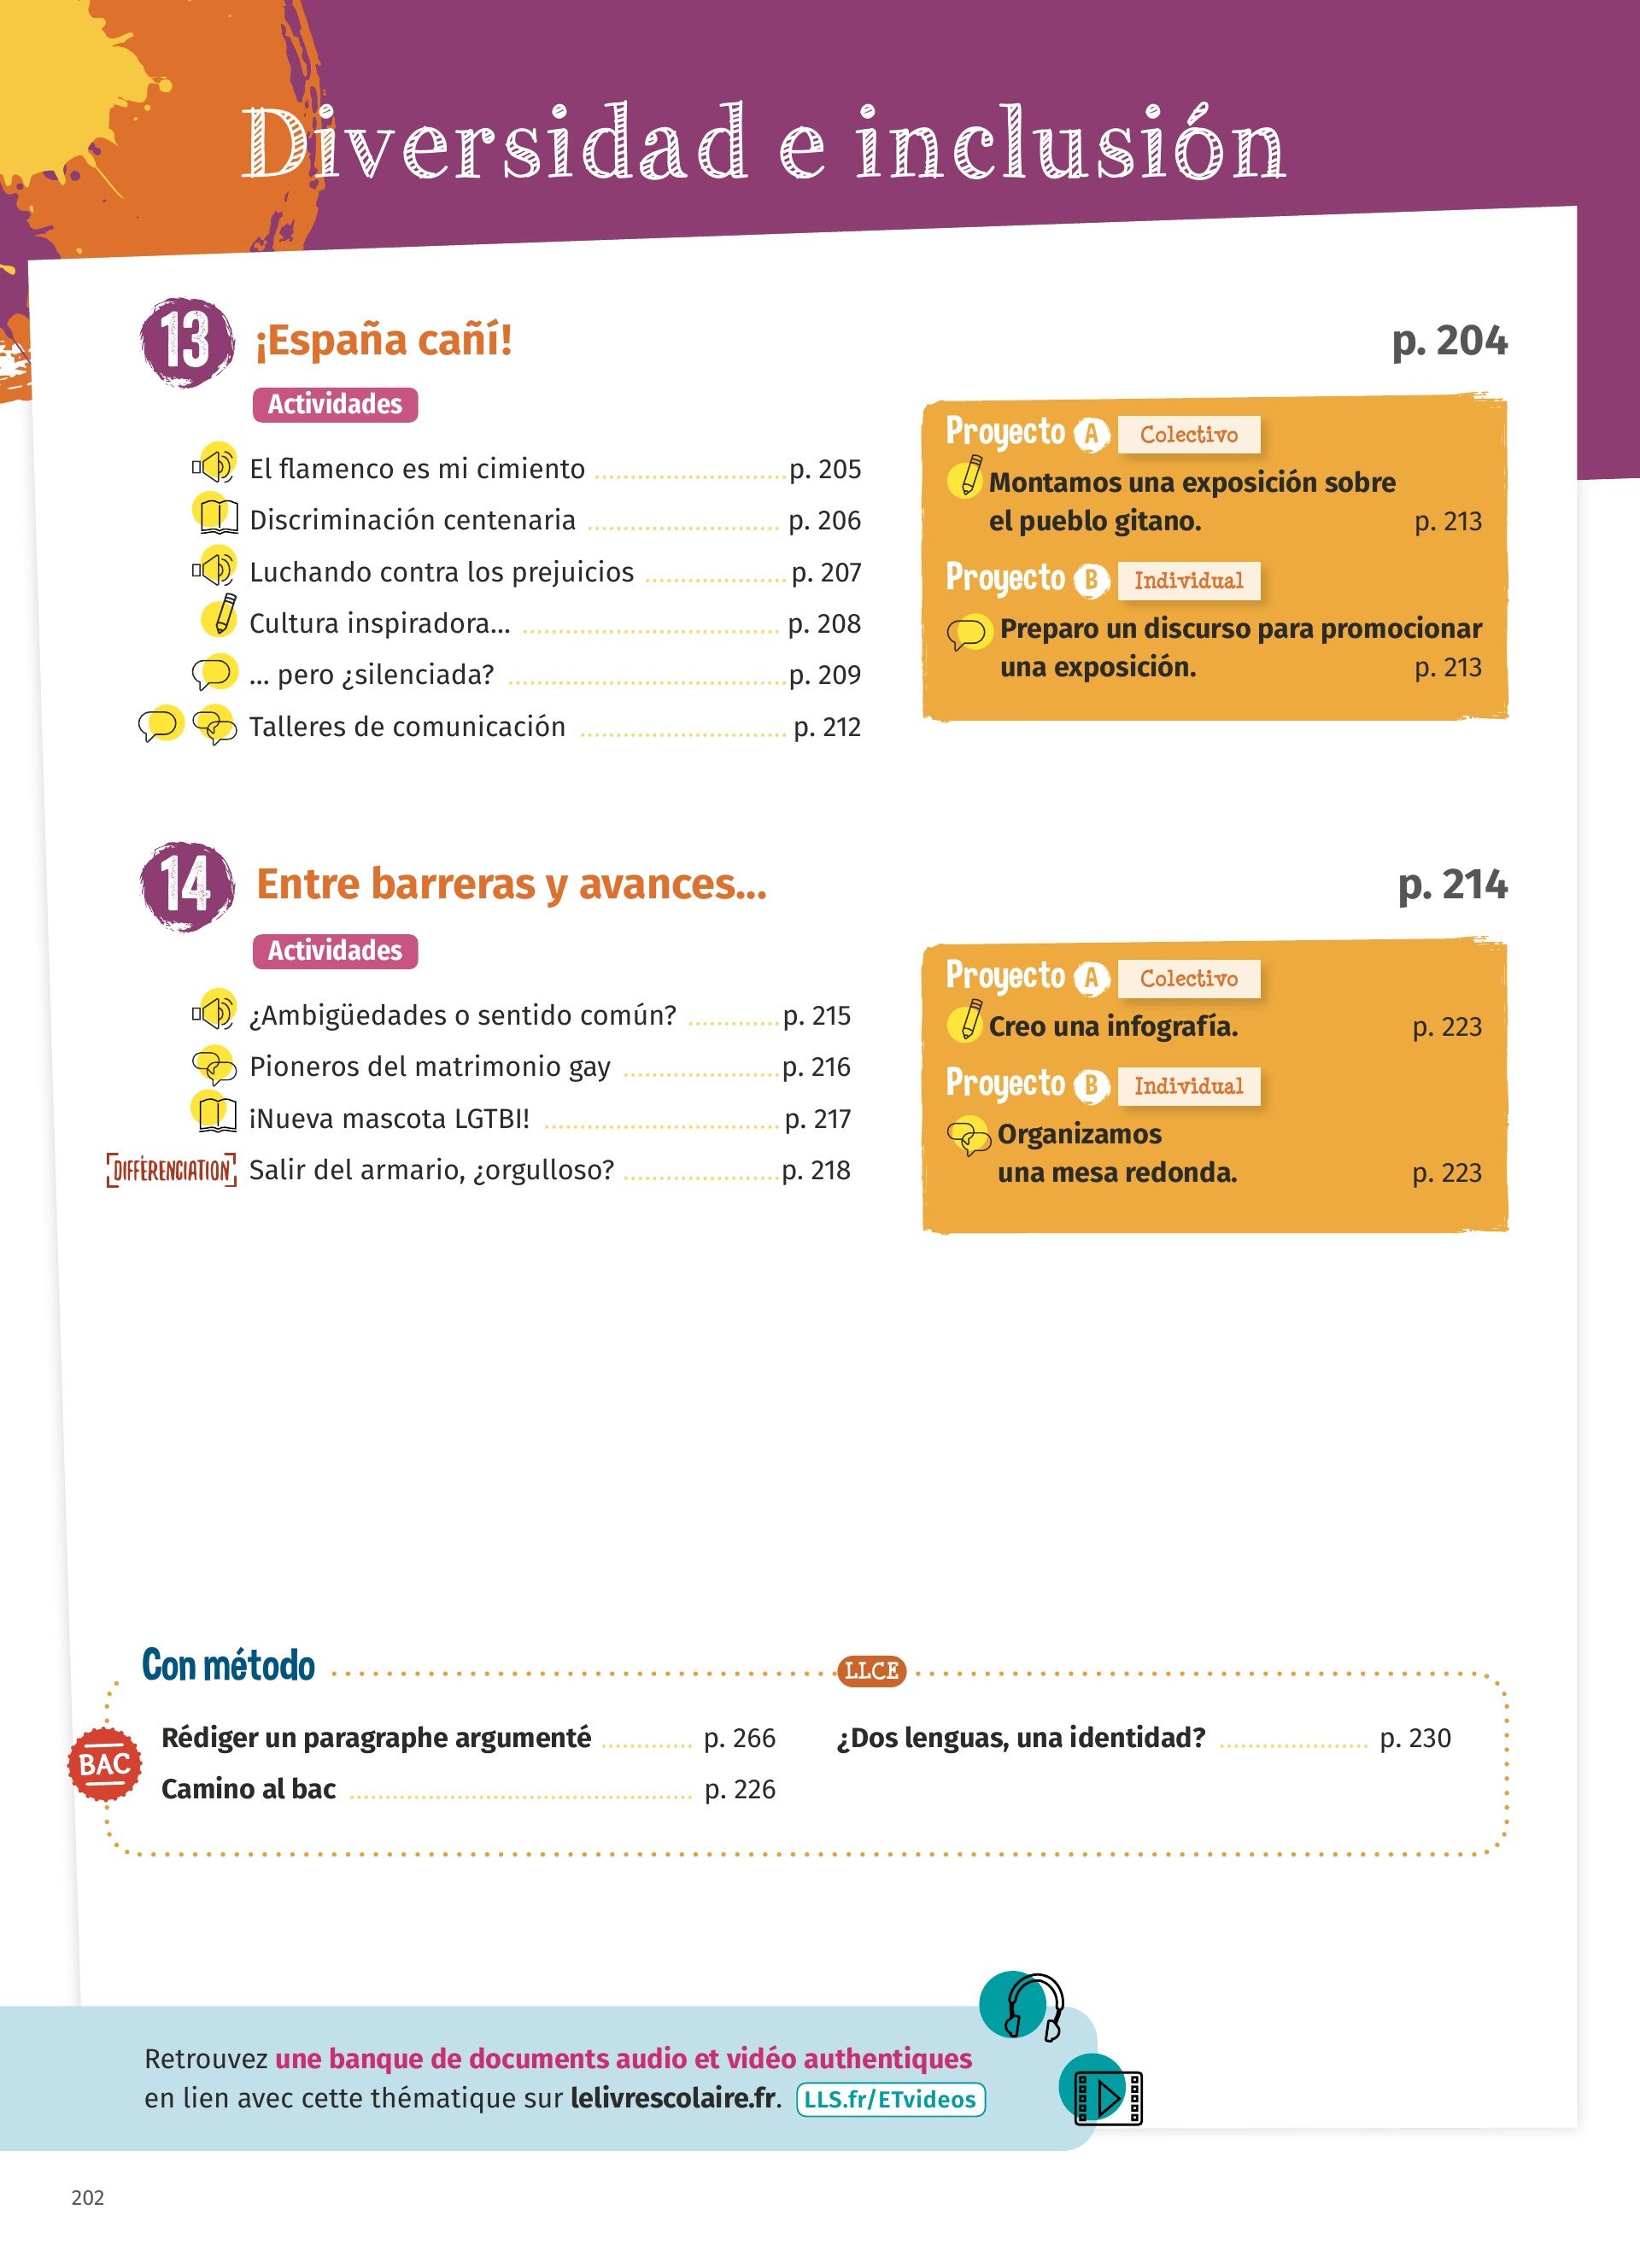 Diversidad e inclusión
13 ¡España cañí! p. 204
Actividades
El flamenco es mi cimiento p. 205
Discriminación centenaria p. 206
Luchando contra los prejuicios p. 207
Cultura inspiradora... p. 208
... pero ¿silenciada? p. 209
Talleres de comunicación p. 212
Proyecto A Colectivo
Montamos una exposición sobre
el pueblo gitano. p. 213
Proyecto B Individual
Preparo un discurso para promocionar
una exposición. p. 213
14 Entre barreras y avances... p. 214
Actividades
¿Ambigüedades o sentido común? p. 215
Pioneros del matrimonio gay p. 216
¡Nueva mascota LGTBI! p. 217
DIFFÉRENCIATION Salir del armario, ¿orgulloso? p. 218
Proyecto A Colectivo
Creo una infografía. p. 223
Proyecto B Individual
Organizamos
una mesa redonda. p. 223
Con método
BAC
Rédiger un paragraphe argumenté p. 266
Camino al bac p. 226
LLCE
¿Dos lenguas, una identidad? p. 230
Retrouvez une banque de documents audio et vidéo authentiques
en lien avec cette thématique sur lelivrescolaire.fr. LLS.fr/ETvideos
202